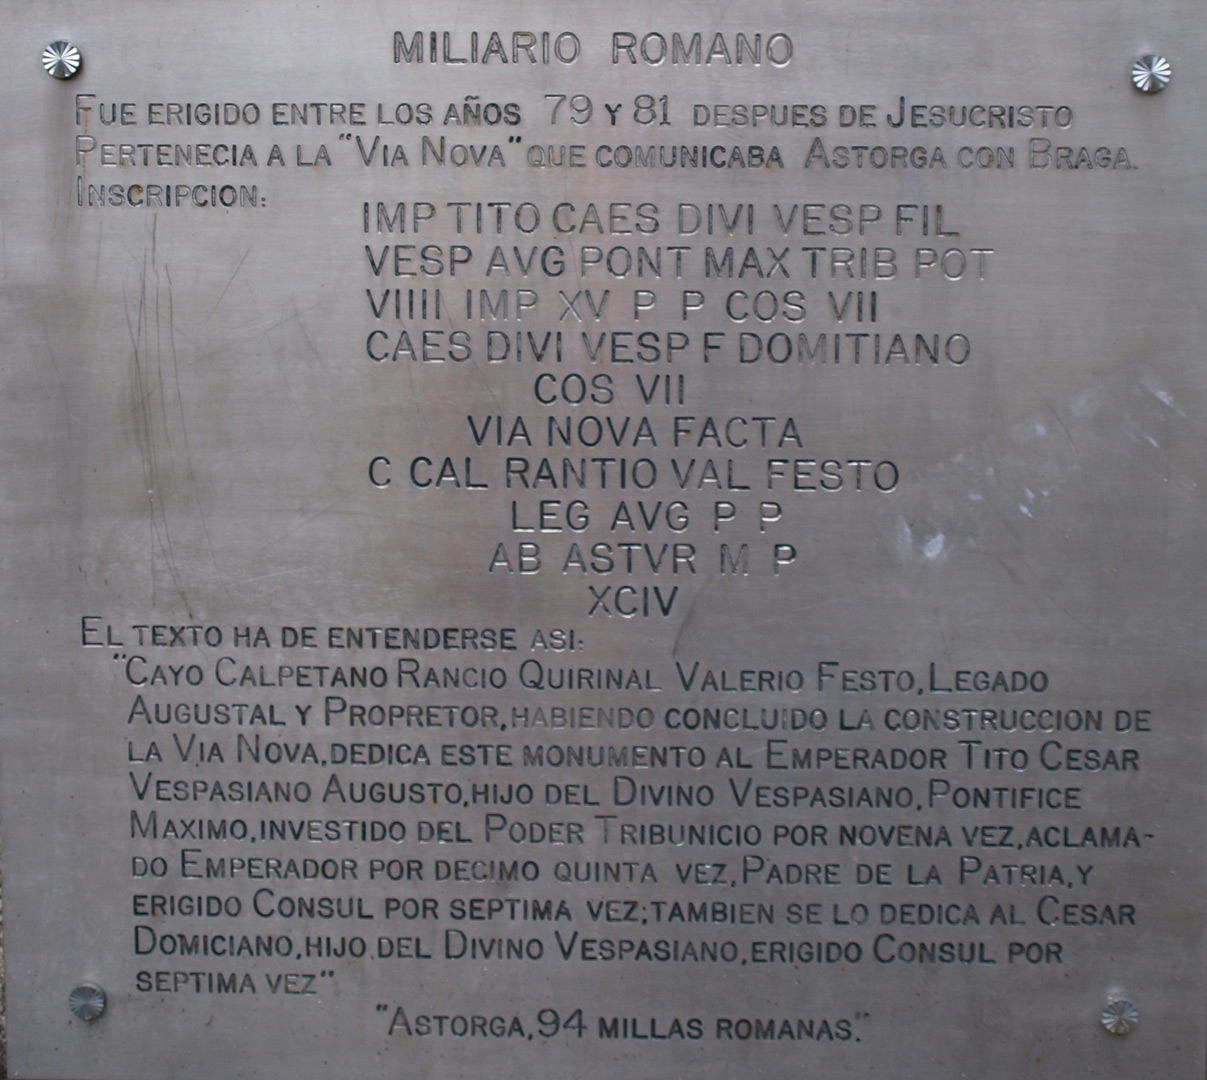 MILIARIO ROMANO
FUE ERIGIDO ENTRE LOS AÑOS 79 Y 81 DESPUES DE JESUCRISTO
PERTENECIA A LA "VIA NOVA" QUE COMUNICABA ASTORGA CON BRAGA.
INSCRIPCION:
IMP TITO CAES DIVI VESP FIL
VESP AVG PONT MAX TRIB POT
VIIII IMP XV P P COS VII
CAES DIVI VESP F DOMITIANO
COS VII
VIA NOVA FACTA
C CAL RANTIO VAL FESTO
LEG AVG P P
AB ASTVR M P
XCIV
EL TEXTO HA DE ENTENDERSE ASI:
"CAYO CALPETANO RANCIO QUIRINAL VALERIO FESTO, LEGADO
AUGUSTAL Y PROPRETOR, HABIENDO CONCLUIDO LA CONSTRUCCION DE
LA VIA NOVA, DEDICA ESTE MONUMENTO AL EMPERADOR TITO CESAR
VESPASIANO AUGUSTO, HIJO DEL DIVINO VESPASIANO, PONTIFICE
MAXIMO, INVESTIDO DEL PODER TRIBUNICIO POR NOVENA VEZ, ACLAMA-
DO EMPERADOR POR DECIMO QUINTA VEZ, PADRE DE LA PATRIA, Y
ERIGIDO CONSUL POR SEPTIMA VEZ; TAMBIEN SE LO DEDICA AL CESAR
DOMICIANO, HIJO DEL DIVINO VESPASIANO, ERIGIDO CONSUL POR
SEPTIMA VEZ"
"ASTORGA, 94 MILLAS ROMANAS."